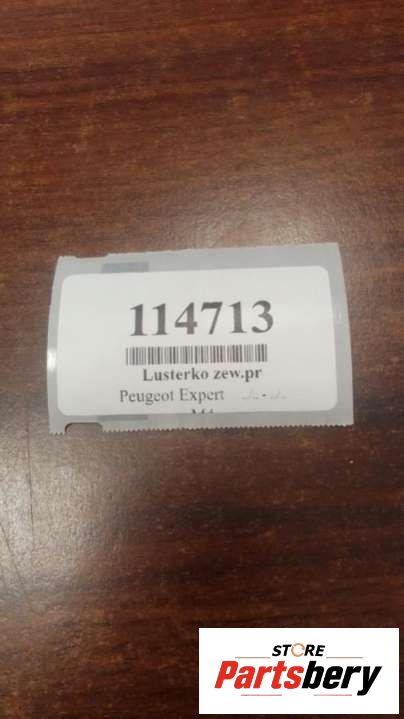 114713
Lusterko zew.pr
Peugeot Expert
STORE
Partsbery